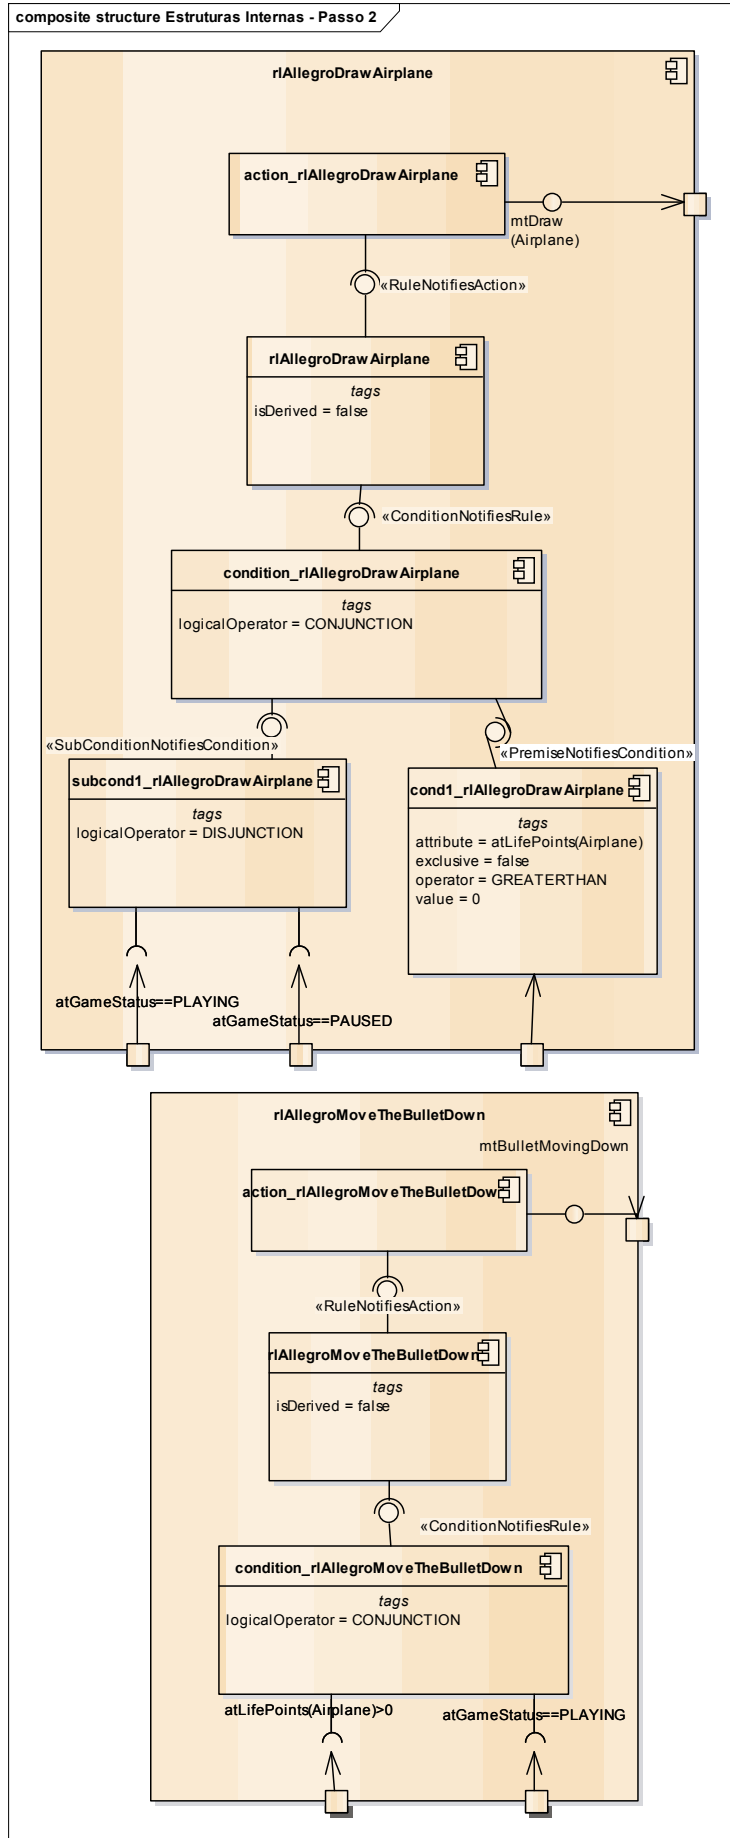 composite structure Estruturas Internas - Passo 2
rlAllegroDrawAirplane
action_rlAllegroDrawAirplane
mtDraw
(Airplane)
«RuleNotifiesAction»
rlAllegroDrawAirplane
tags
isDerived = false
«ConditionNotifiesRule»
condition_rlAllegroDrawAirplane
tags
logicalOperator = CONJUNCTION
«SubConditionNotifiesCondition»
«PremiseNotifiesCondition»
subcond1_rlAllegroDrawAirplane
tags
logicalOperator = DISJUNCTION
cond1_rlAllegroDrawAirplane
tags
attribute = atLifePoints(Airplane)
exclusive = false
operator = GREATERTHAN
value = 0
atGameStatus==PLAYING
atGameStatus==PAUSED
rlAllegroMoveTheBulletDown
mtBulletMovingDown
action_rlAllegroMoveTheBulletDown
«RuleNotifiesAction»
rlAllegroMoveTheBulletDown
tags
isDerived = false
«ConditionNotifiesRule»
condition_rlAllegroMoveTheBulletDown
tags
logicalOperator = CONJUNCTION
atLifePoints(Airplane)>0
atGameStatus==PLAYING